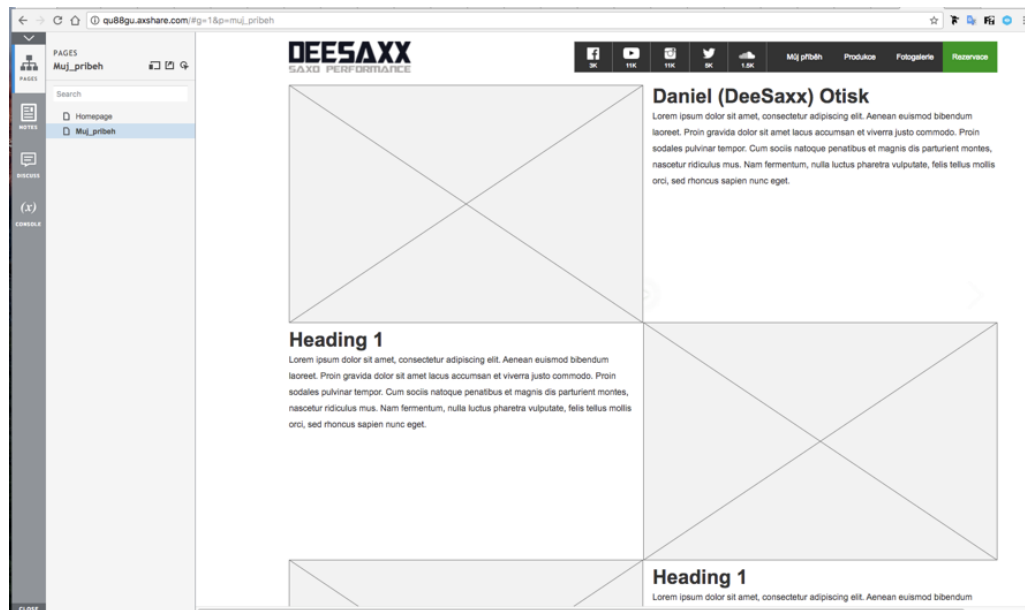 qu88gu.axshare.com/#g=1&p=muj_pribeh
PAGES
Muj_pribeh
Search
Homepage
Muj_pribeh
PAGES
NOTES
DISCUSS
(x)
CONSOLE
CLOSE
DEESAXX
SAXO PERFORMANCE
3K
11K
11K
5K
1.5K
Můj příběh
Produkce
Fotogalerie
Rezervace
Daniel (DeeSaxx) Otisk
Lorem ipsum dolor sit amet, consectetur adipiscing elit. Aenean euismod bibendum
laoreet. Proin gravida dolor sit amet lacus accumsan et viverra justo commodo. Proin
sodales pulvinar tempor. Cum sociis natoque penatibus et magnis dis parturient montes,
nascetur ridiculus mus. Nam fermentum, nulla luctus pharetra vulputate, felis tellus mollis
orci, sed rhoncus sapien nunc eget.
Heading 1
Lorem ipsum dolor sit amet, consectetur adipiscing elit. Aenean euismod bibendum
laoreet. Proin gravida dolor sit amet lacus accumsan et viverra justo commodo. Proin
sodales pulvinar tempor. Cum sociis natoque penatibus et magnis dis parturient montes,
nascetur ridiculus mus. Nam fermentum, nulla luctus pharetra vulputate, felis tellus mollis
orci, sed rhoncus sapien nunc eget.
Heading 1
Lorem ipsum dolor sit amet, consectetur adipiscing elit. Aenean euismod bibendum